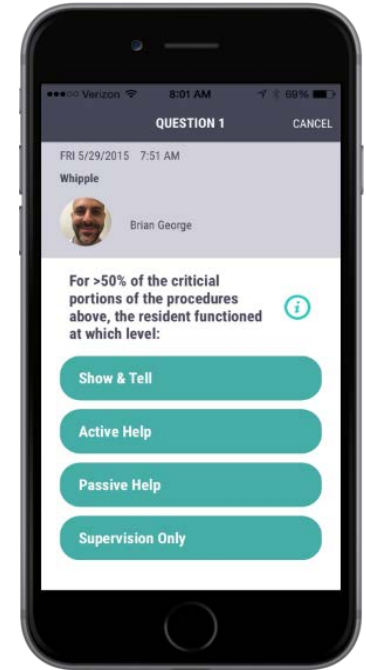 Verizon 8:01 AM 69%
QUESTION 1 CANCEL
FRI 5/29/2015 7:51 AM
Whipple
Brian George
For >50% of the criticial
portions of the procedures
above, the resident functioned
at which level:
i
Show & Tell
Active Help
Passive Help
Supervision Only